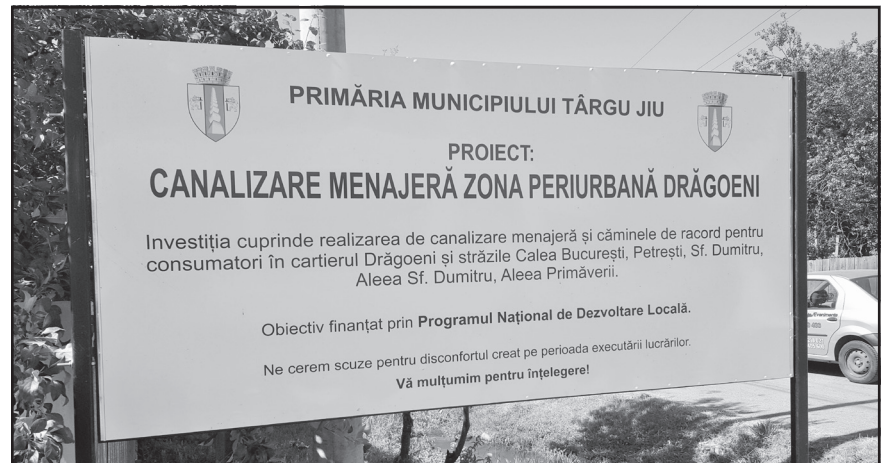 PRIMĂRIA MUNICIPIULUI TÂRGU JIU
PROIECT:
CANALIZARE MENAJERĂ ZONA PERIURBANĂ DRĂGOENI
Investiția cuprinde realizarea de canalizare menajeră și căminele de racord pentru
consumatori în cartierul Drăgoeni și străzile Calea București, Petrești, Sf. Dumitru,
Aleea Sf. Dumitru, Aleea Primăverii.
Obiectiv finanțat prin Programul Național de Dezvoltare Locală.
Ne cerem scuze pentru disconfortul creat pe perioada executării lucrărilor.
Vă mulțumim pentru înțelegere!